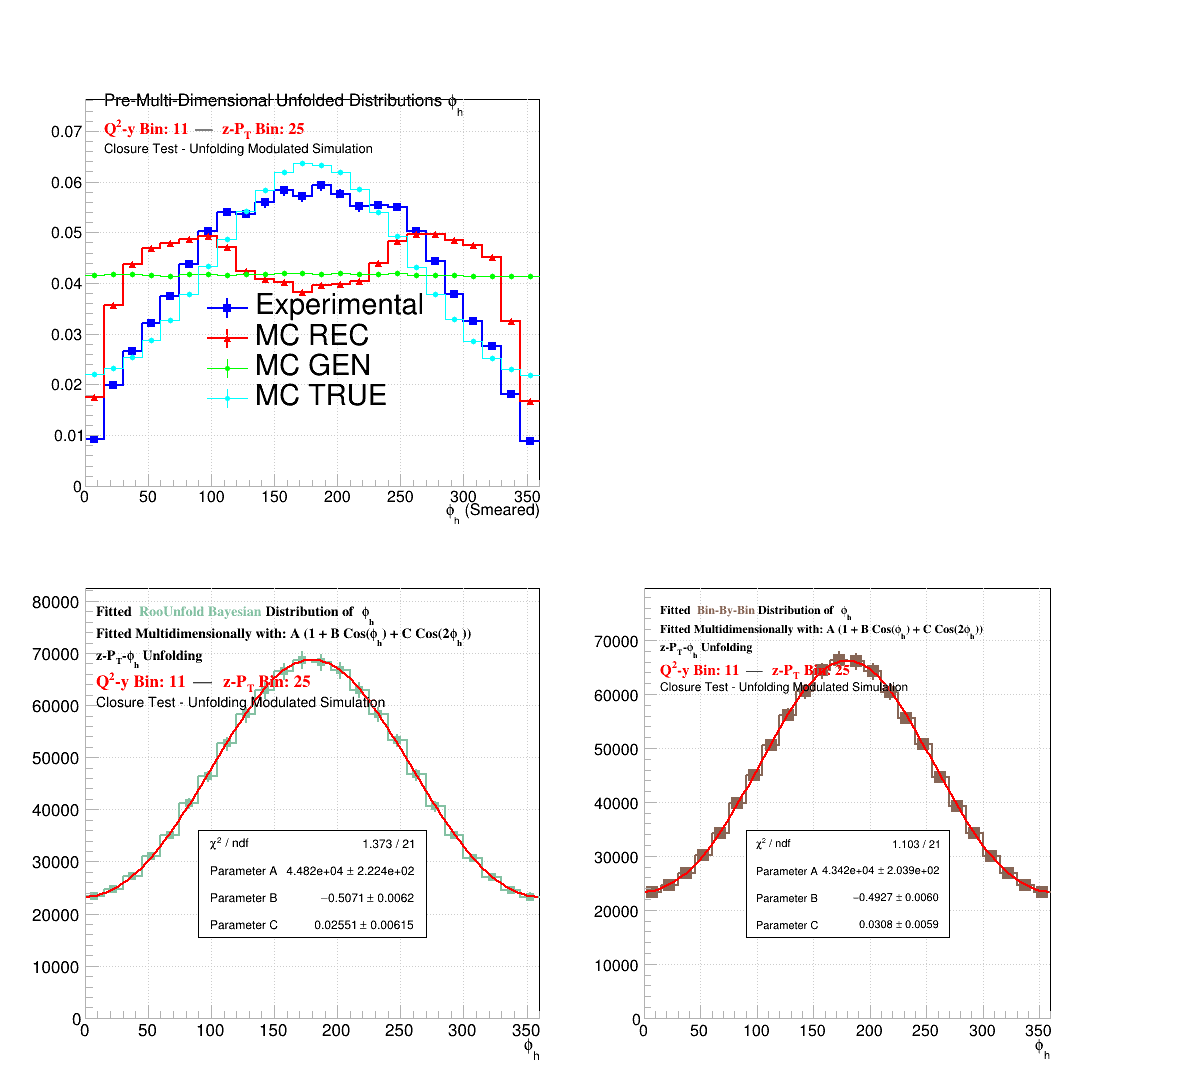 Pre-Multi-Dimensional Unfolded Distributions ϕh
Q²-y Bin: 11 — z-PT Bin: 25
Closure Test - Unfolding Modulated Simulation
0.07
0.06
0.05
0.04
0.03
0.02
0.01
0
Experimental
MC REC
MC GEN
MC TRUE
0 50 100 150 200 250 300 350
ϕh (Smeared)
Fitted RooUnfold Bayesian Distribution of ϕh
Fitted Multidimensionally with: A (1 + B Cos(ϕh) + C Cos(2ϕh))
z-PT-ϕh Unfolding
Q²-y Bin: 11 — z-PT Bin: 25
Closure Test - Unfolding Modulated Simulation
80000
70000
60000
50000
40000
30000
20000
10000
0
χ² / ndf 1.373 / 21
Parameter A 4.482e+04 ± 2.224e+02
Parameter B −0.5071 ± 0.0062
Parameter C 0.02551 ± 0.00615
0 50 100 150 200 250 300 350
ϕh
Fitted Bin-By-Bin Distribution of ϕh
Fitted Multidimensionally with: A (1 + B Cos(ϕh) + C Cos(2ϕh))
z-PT-ϕh Unfolding
Q²-y Bin: 11 — z-PT Bin: 25
Closure Test - Unfolding Modulated Simulation
70000
60000
50000
40000
30000
20000
10000
0
χ² / ndf 1.103 / 21
Parameter A 4.342e+04 ± 2.039e+02
Parameter B −0.4927 ± 0.0060
Parameter C 0.0308 ± 0.0059
0 50 100 150 200 250 300 350
ϕh